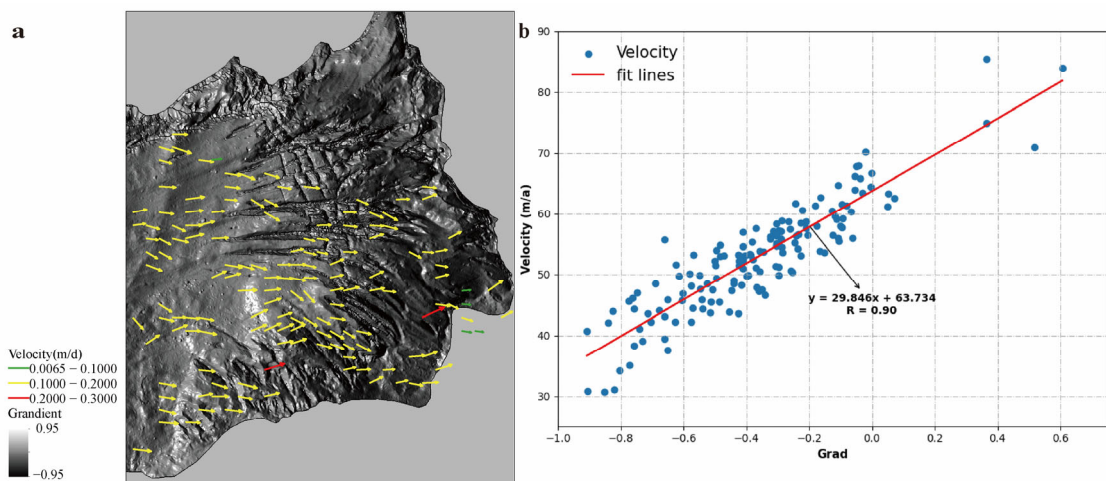 a
Velocity(m/d)
0.0065 – 0.1000
0.1000 – 0.2000
0.2000 – 0.3000
Grandient
0.95
−0.95
b
Velocity
fit lines
y = 29.846x + 63.734
R = 0.90
Velocity (m/a)
90
80
70
60
50
40
30
−1.0 −0.8 −0.6 −0.4 −0.2 0.0 0.2 0.4 0.6
Grad